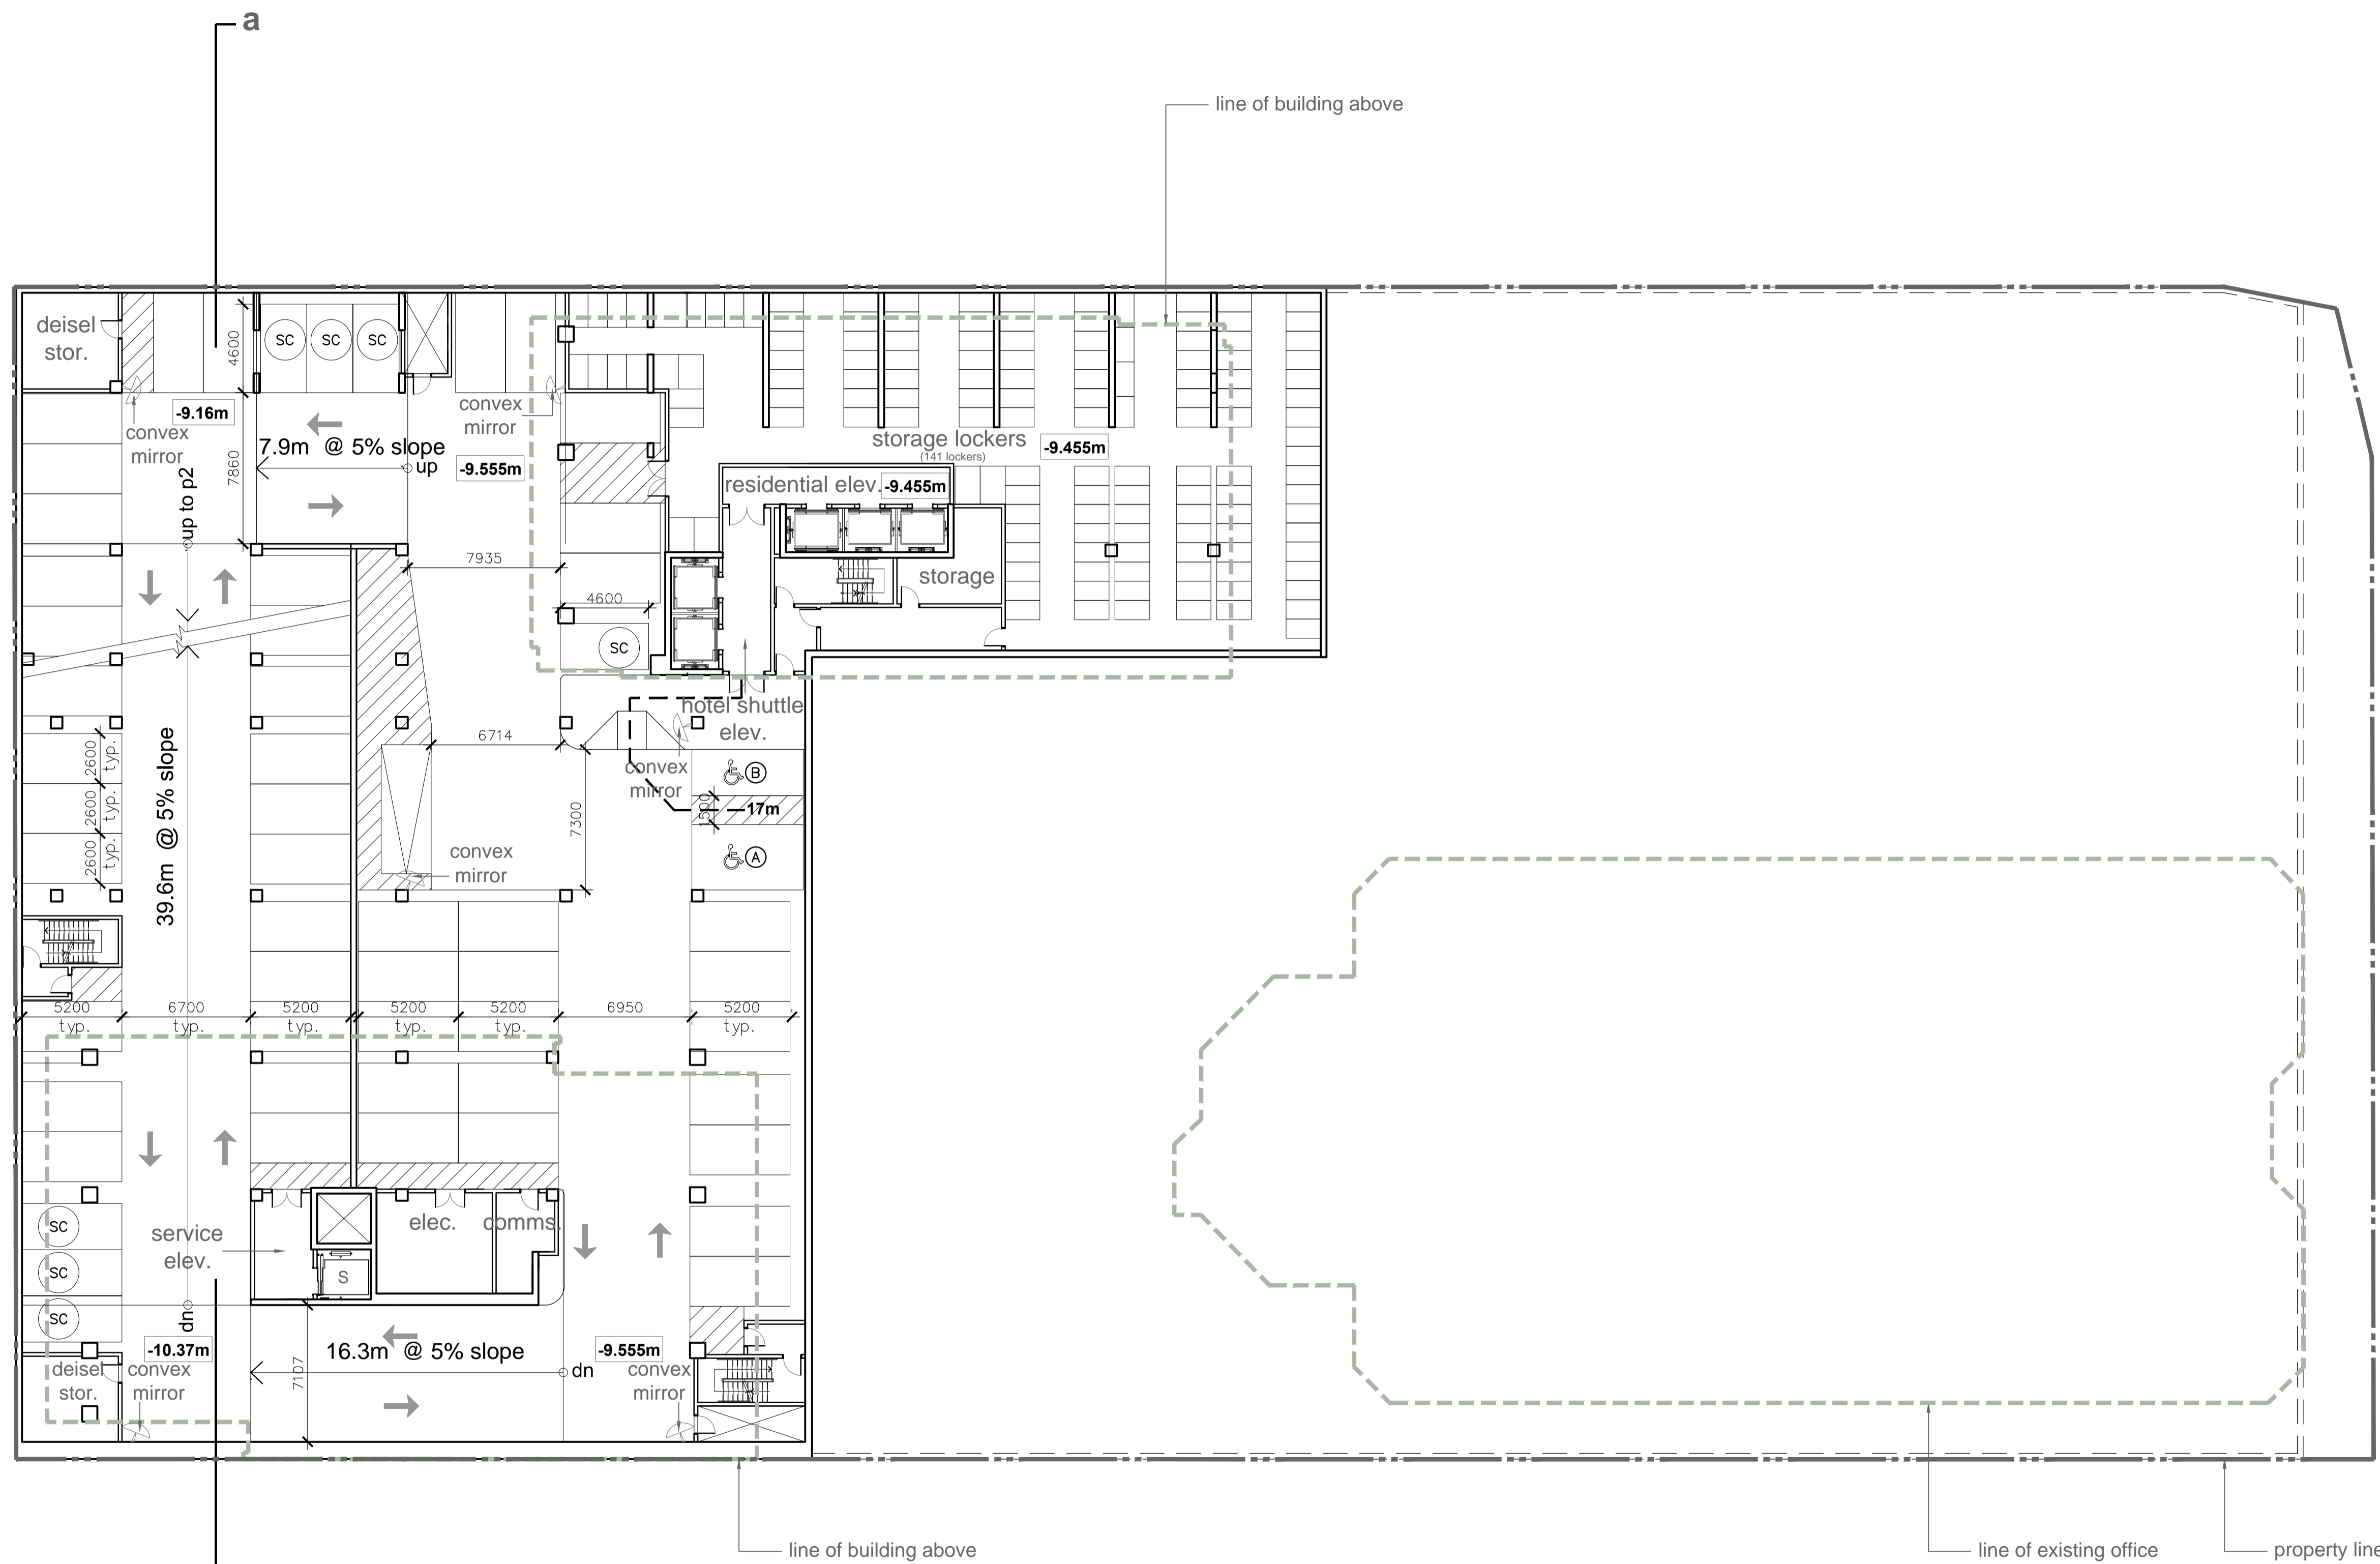 a
line of building above
deisel
stor.
4600
SC
SC
SC
-9.16m
convex
mirror
7.9m @ 5% slope
up
7860
up to p2
convex
mirror
-9.555m
storage lockers
(141 lockers)
-9.455m
residential elev.
-9.455m
7935
4600
SC
storage
hotel shuttle
elev.
6714
convex
mirror
B
1500
17m
A
7300
convex
mirror
2600
typ.
2600
typ.
2600
typ.
39.6m @ 5% slope
5200
typ.
6700
typ.
5200
typ.
5200
typ.
5200
typ.
6950
5200
typ.
SC
SC
SC
service
elev.
S
elec.
comms.
dn
-10.37m
deisel
stor.
convex
mirror
7107
16.3m @ 5% slope
dn
-9.555m
convex
mirror
line of building above
line of existing office
property line